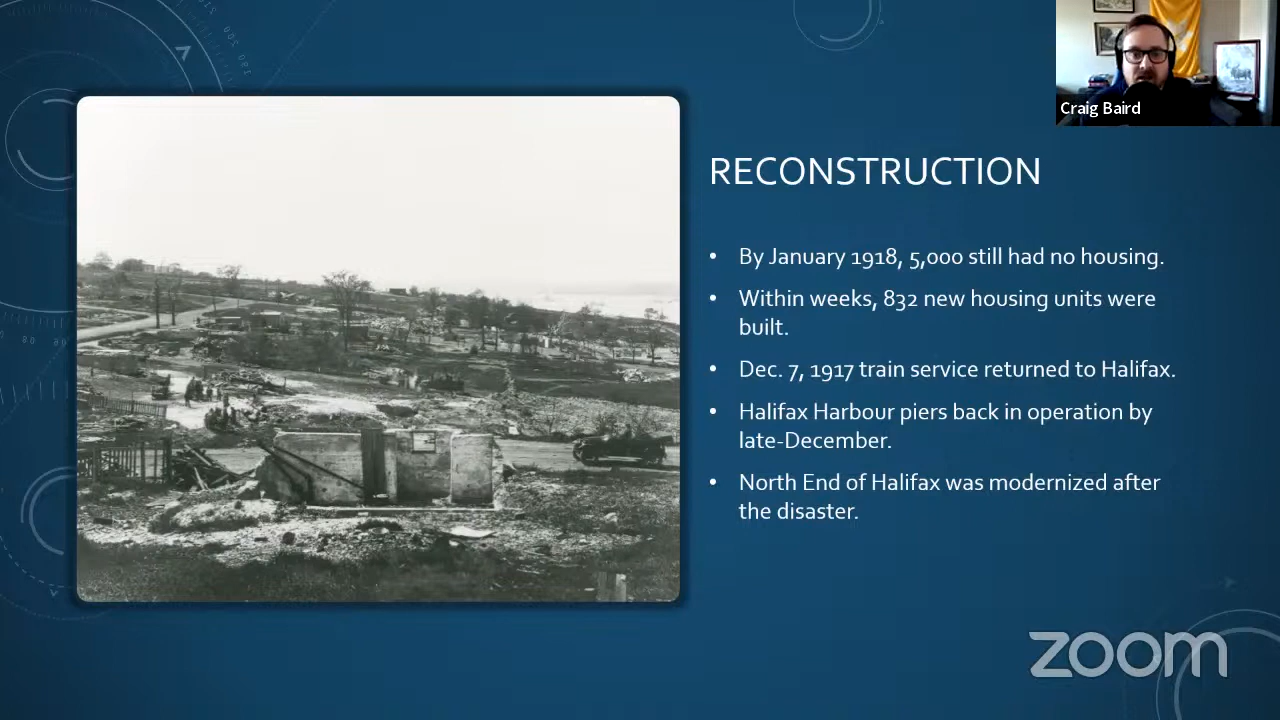 Craig Baird
RECONSTRUCTION
• By January 1918, 5,000 still had no housing.
• Within weeks, 832 new housing units were
built.
• Dec. 7, 1917 train service returned to Halifax.
• Halifax Harbour piers back in operation by
late-December.
• North End of Halifax was modernized after
the disaster.
zoom